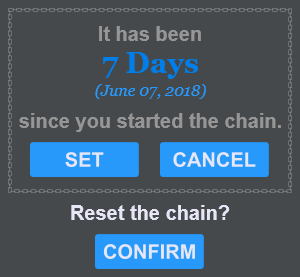 It has been
7 Days
(June 07, 2018)
since you started the chain.
SET CANCEL
Reset the chain?
CONFIRM